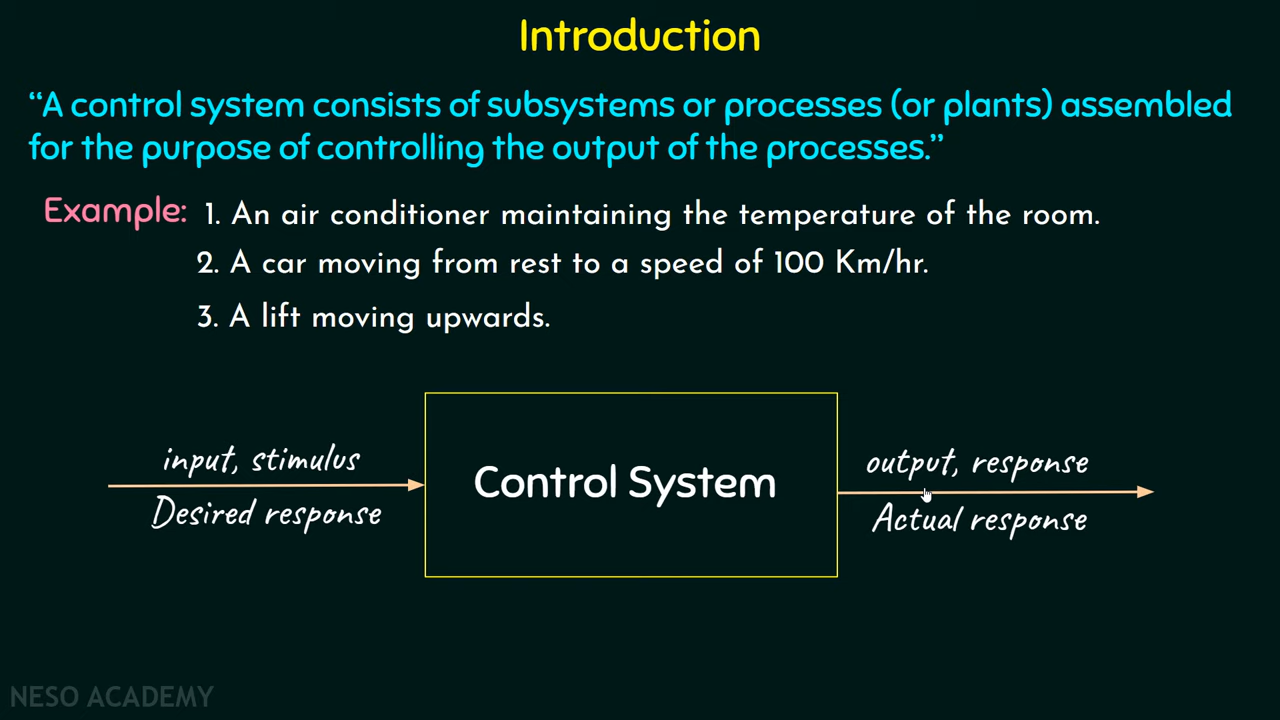 Introduction
“A control system consists of subsystems or processes (or plants) assembled
for the purpose of controlling the output of the processes.”
Example: 1. An air conditioner maintaining the temperature of the room.
2. A car moving from rest to a speed of 100 Km/hr.
3. A lift moving upwards.
input, stimulus
Desired response
Control System
output, response
Actual response
NESO ACADEMY